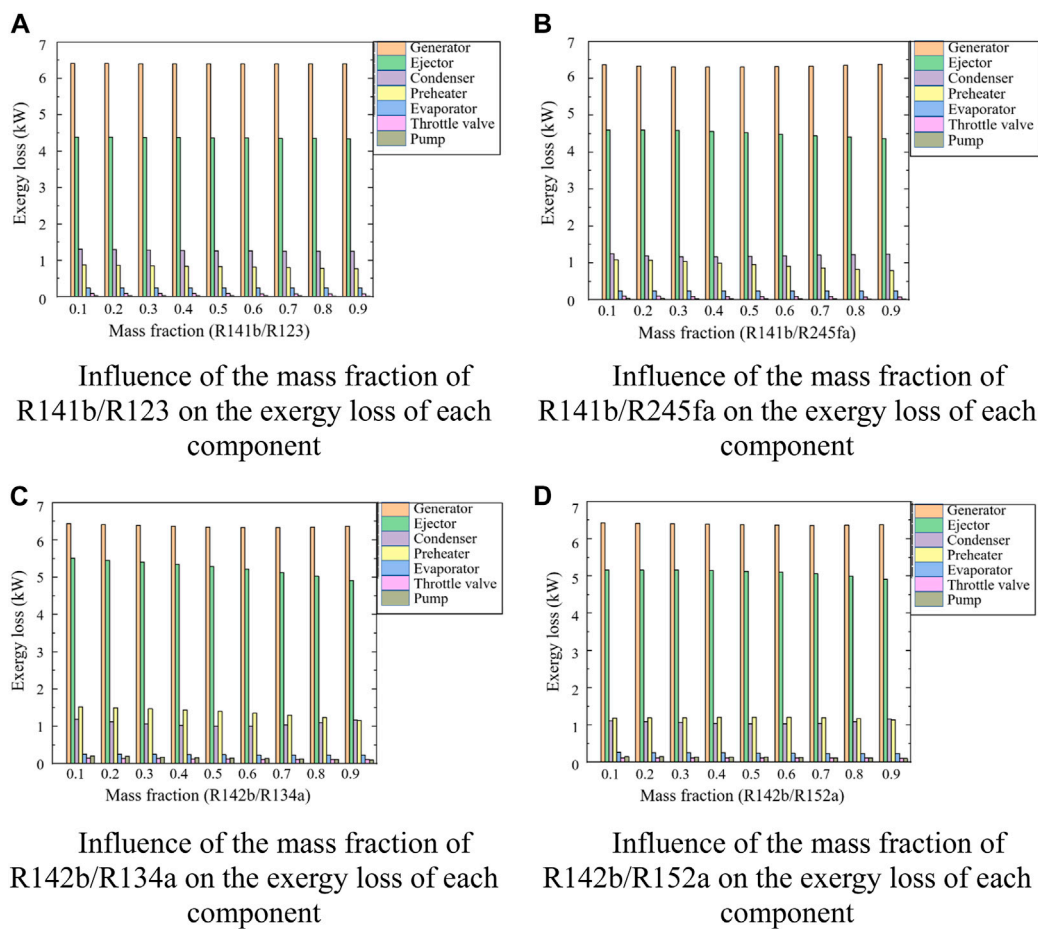 A
7
6
5
4
3
2
1
0
Exergy loss (kW)
Generator
Ejector
Condenser
Preheater
Evaporator
Throttle valve
Pump
0.1 0.2 0.3 0.4 0.5 0.6 0.7 0.8 0.9
Mass fraction (R141b/R123)
Influence of the mass fraction of
R141b/R123 on the exergy loss of each
component
B
7
6
5
4
3
2
1
0
Exergy loss (kW)
Generator
Ejector
Condenser
Preheater
Evaporator
Throttle valve
Pump
0.1 0.2 0.3 0.4 0.5 0.6 0.7 0.8 0.9
Mass fraction (R141b/R245fa)
Influence of the mass fraction of
R141b/R245fa on the exergy loss of each
component
C
7
6
5
4
3
2
1
0
Exergy loss (kW)
Generator
Ejector
Condenser
Preheater
Evaporator
Throttle valve
Pump
0.1 0.2 0.3 0.4 0.5 0.6 0.7 0.8 0.9
Mass fraction (R142b/R134a)
Influence of the mass fraction of
R142b/R134a on the exergy loss of each
component
D
7
6
5
4
3
2
1
0
Exergy loss (kW)
Generator
Ejector
Condenser
Preheater
Evaporator
Throttle valve
Pump
0.1 0.2 0.3 0.4 0.5 0.6 0.7 0.8 0.9
Mass fraction (R142b/R152a)
Influence of the mass fraction of
R142b/R152a on the exergy loss of each
component